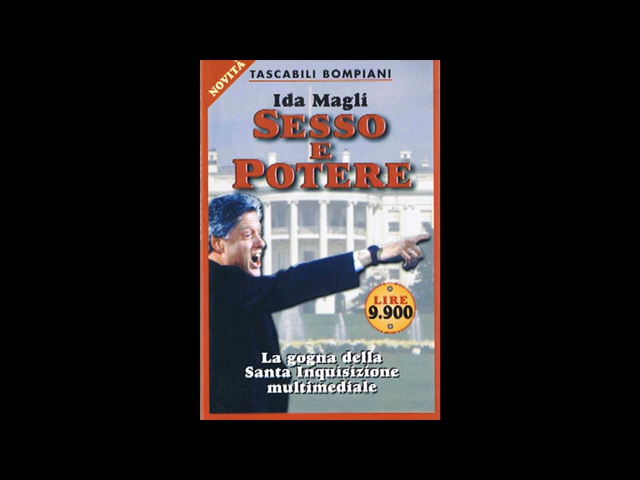 NOVITÀ
TASCABILI BOMPIANI
Ida Magli
SESSO
E
POTERE
LIRE
9.900
La gogna della
Santa Inquisizione
multimediale